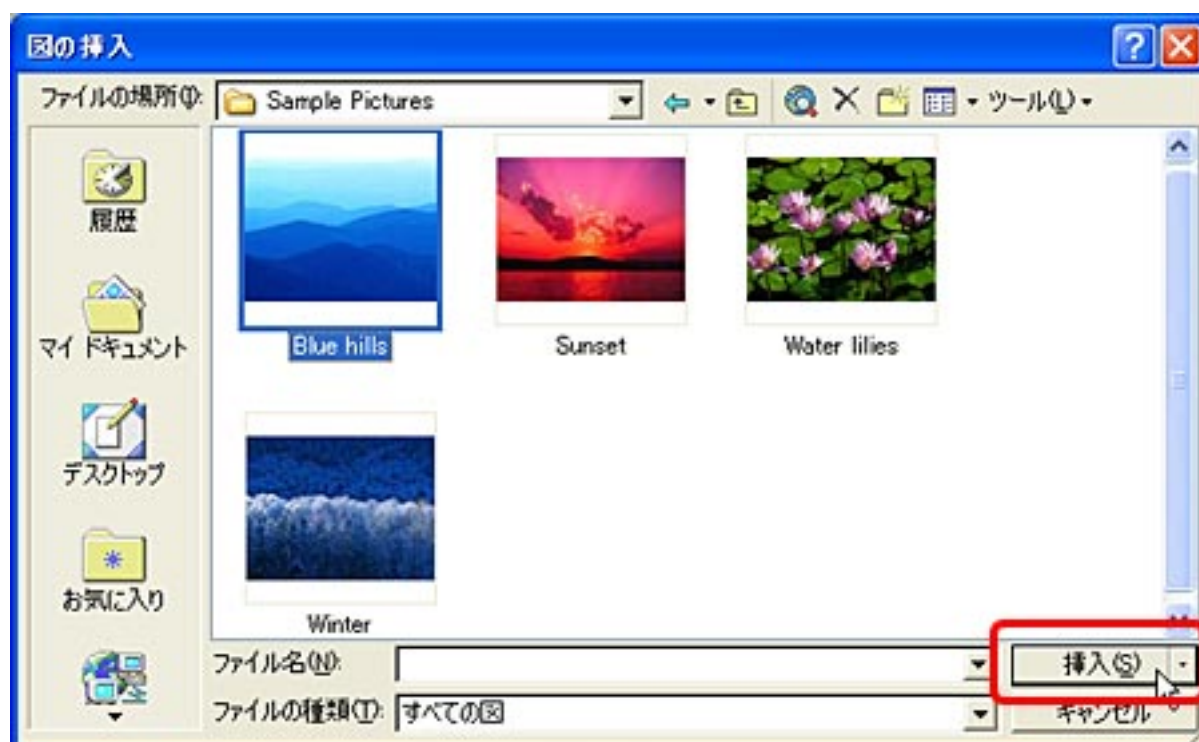 図の挿入
ファイルの場所(I):
Sample Pictures
ツール(L)
履歴
マイ ドキュメント
デスクトップ
お気に入り
Blue hills
Sunset
Water lilies
Winter
ファイル名(N):
挿入(S)
ファイルの種類(T):
すべての図
キャンセル